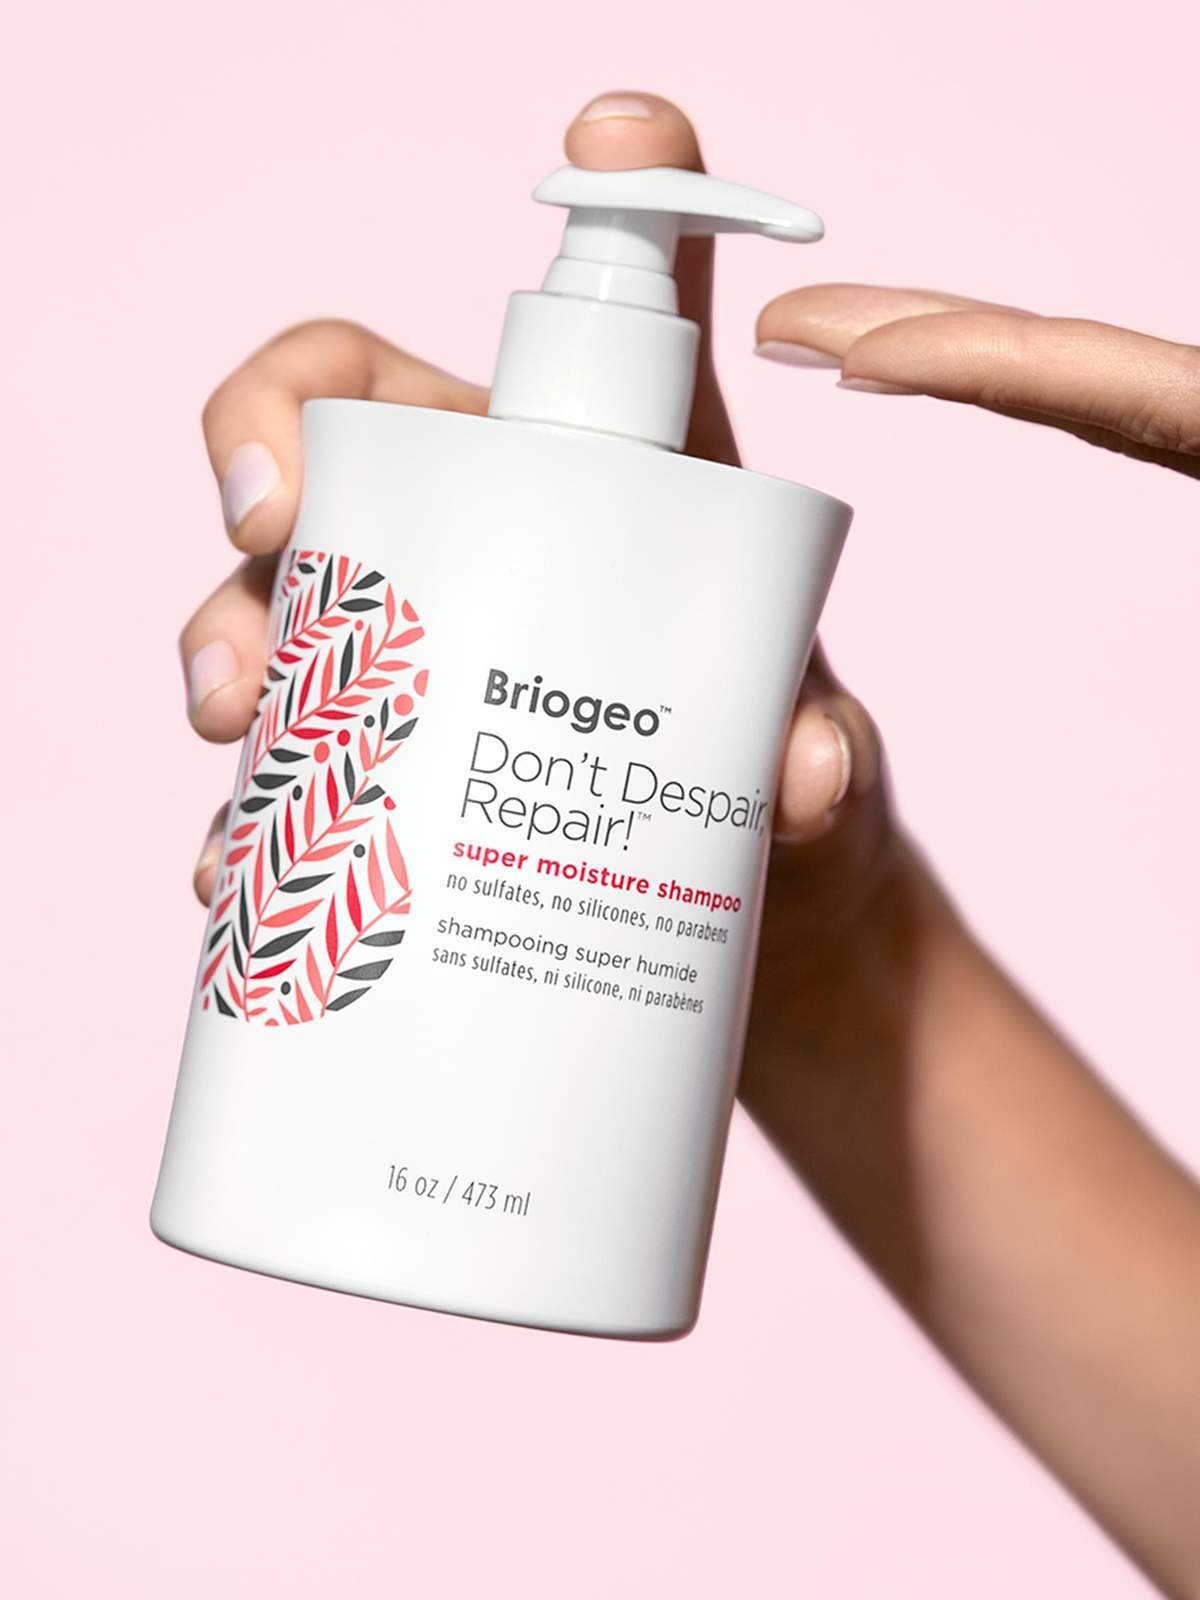 Briogeo™
Don't Despair,
Repair!™
super moisture shampoo
no sulfates, no silicones, no parabens
shampooing super humide
sans sulfates, ni silicone, ni parabènes
16 oz / 473 ml